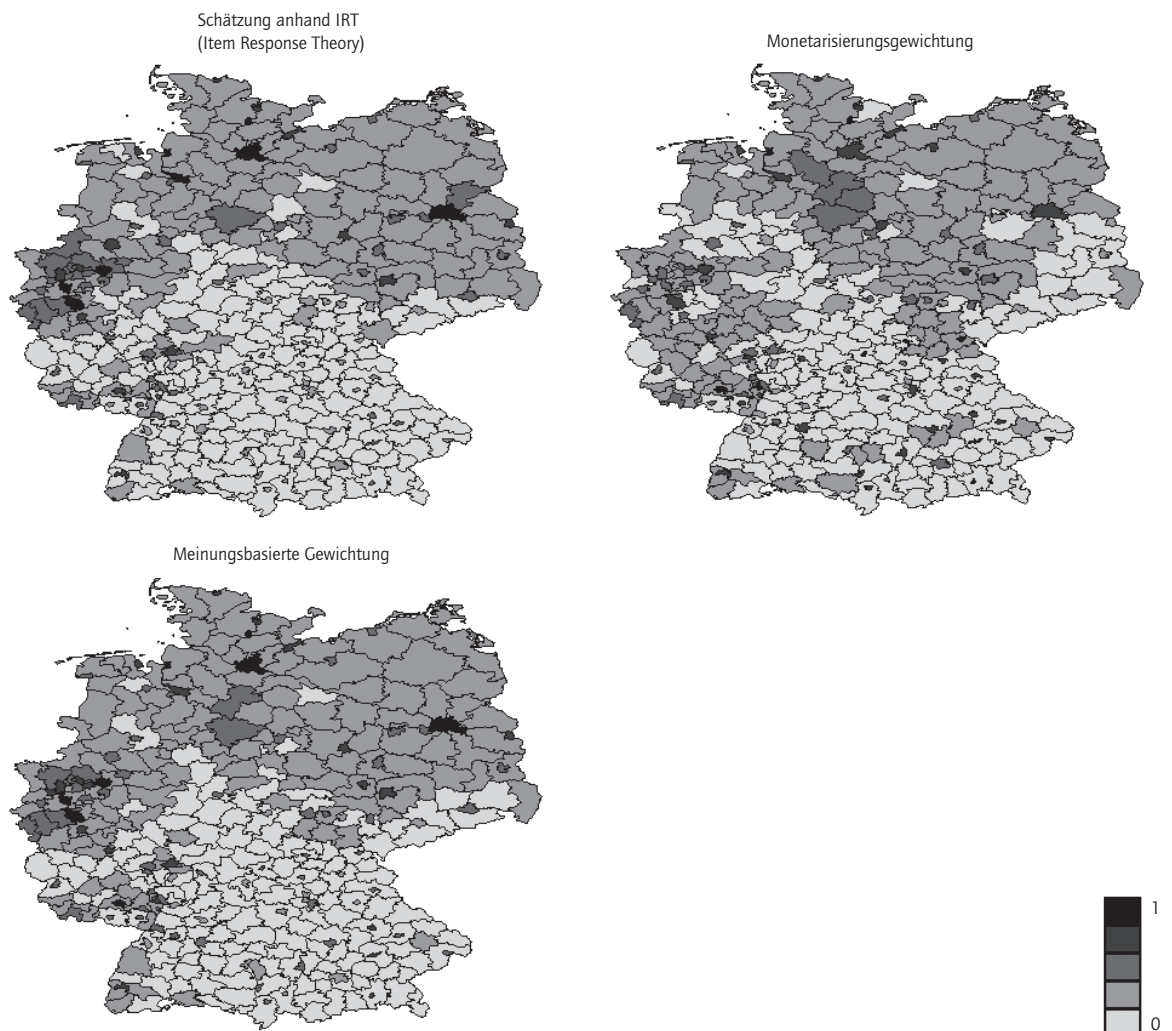 Schätzung anhand IRT
(Item Response Theory)
Monetarisierungsgewichtung
Meinungsbasierte Gewichtung
1
0